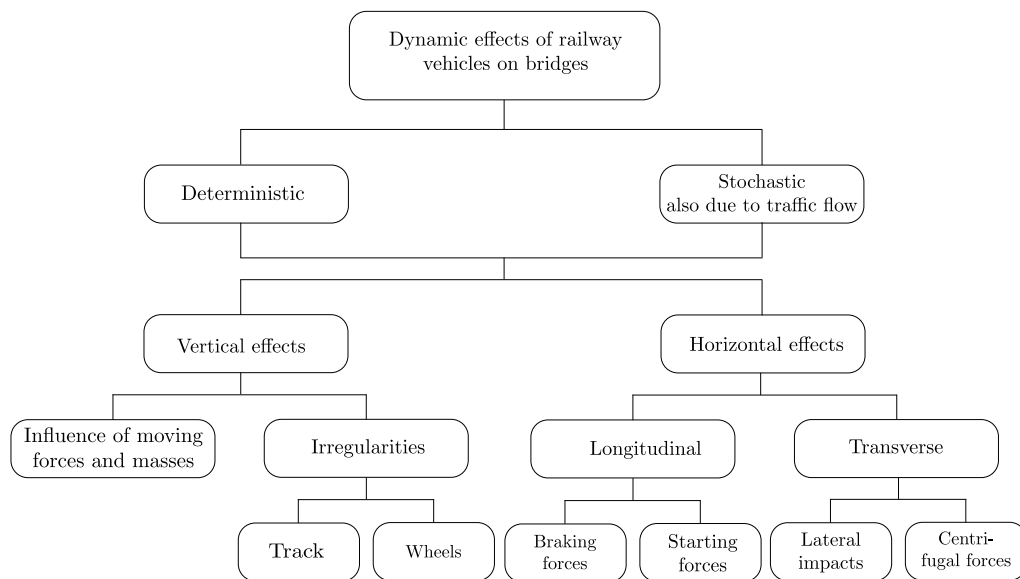 Dynamic effects of railway
vehicles on bridges
Deterministic
Stochastic
also due to traffic flow
Vertical effects
Horizontal effects
Influence of moving
forces and masses
Irregularities
Longitudinal
Transverse
Track
Wheels
Braking
forces
Starting
forces
Lateral
impacts
Centri-
fugal forces